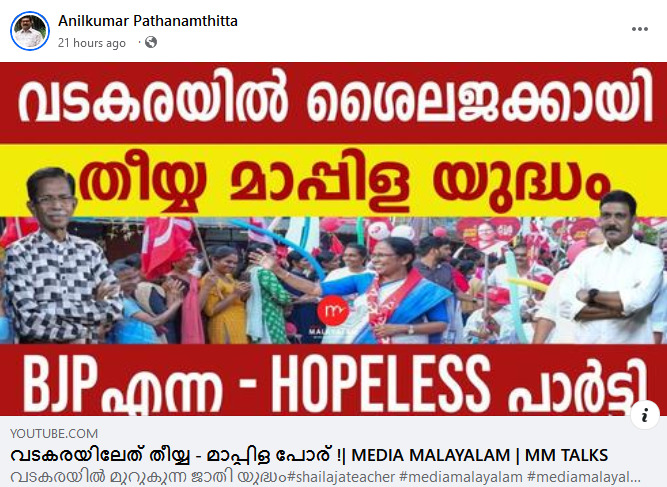 Anilkumar Pathanamthitta
21 hours ago ·
വടകരയിൽ ശൈലജക്കായി
തീയ്യ മാപ്പിള യുദ്ധം
m
MALAYALAM
BJP എന്ന - HOPELESS പാർട്ടി
i
YOUTUBE.COM
വടകരയിലേത് തീയ്യ - മാപ്പിള പോര് !| MEDIA MALAYALAM | MM TALKS
വടകരയിൽ മുറുകുന്ന ജാതി യുദ്ധം#shailajateacher #mediamalayalam #mediamalayal...